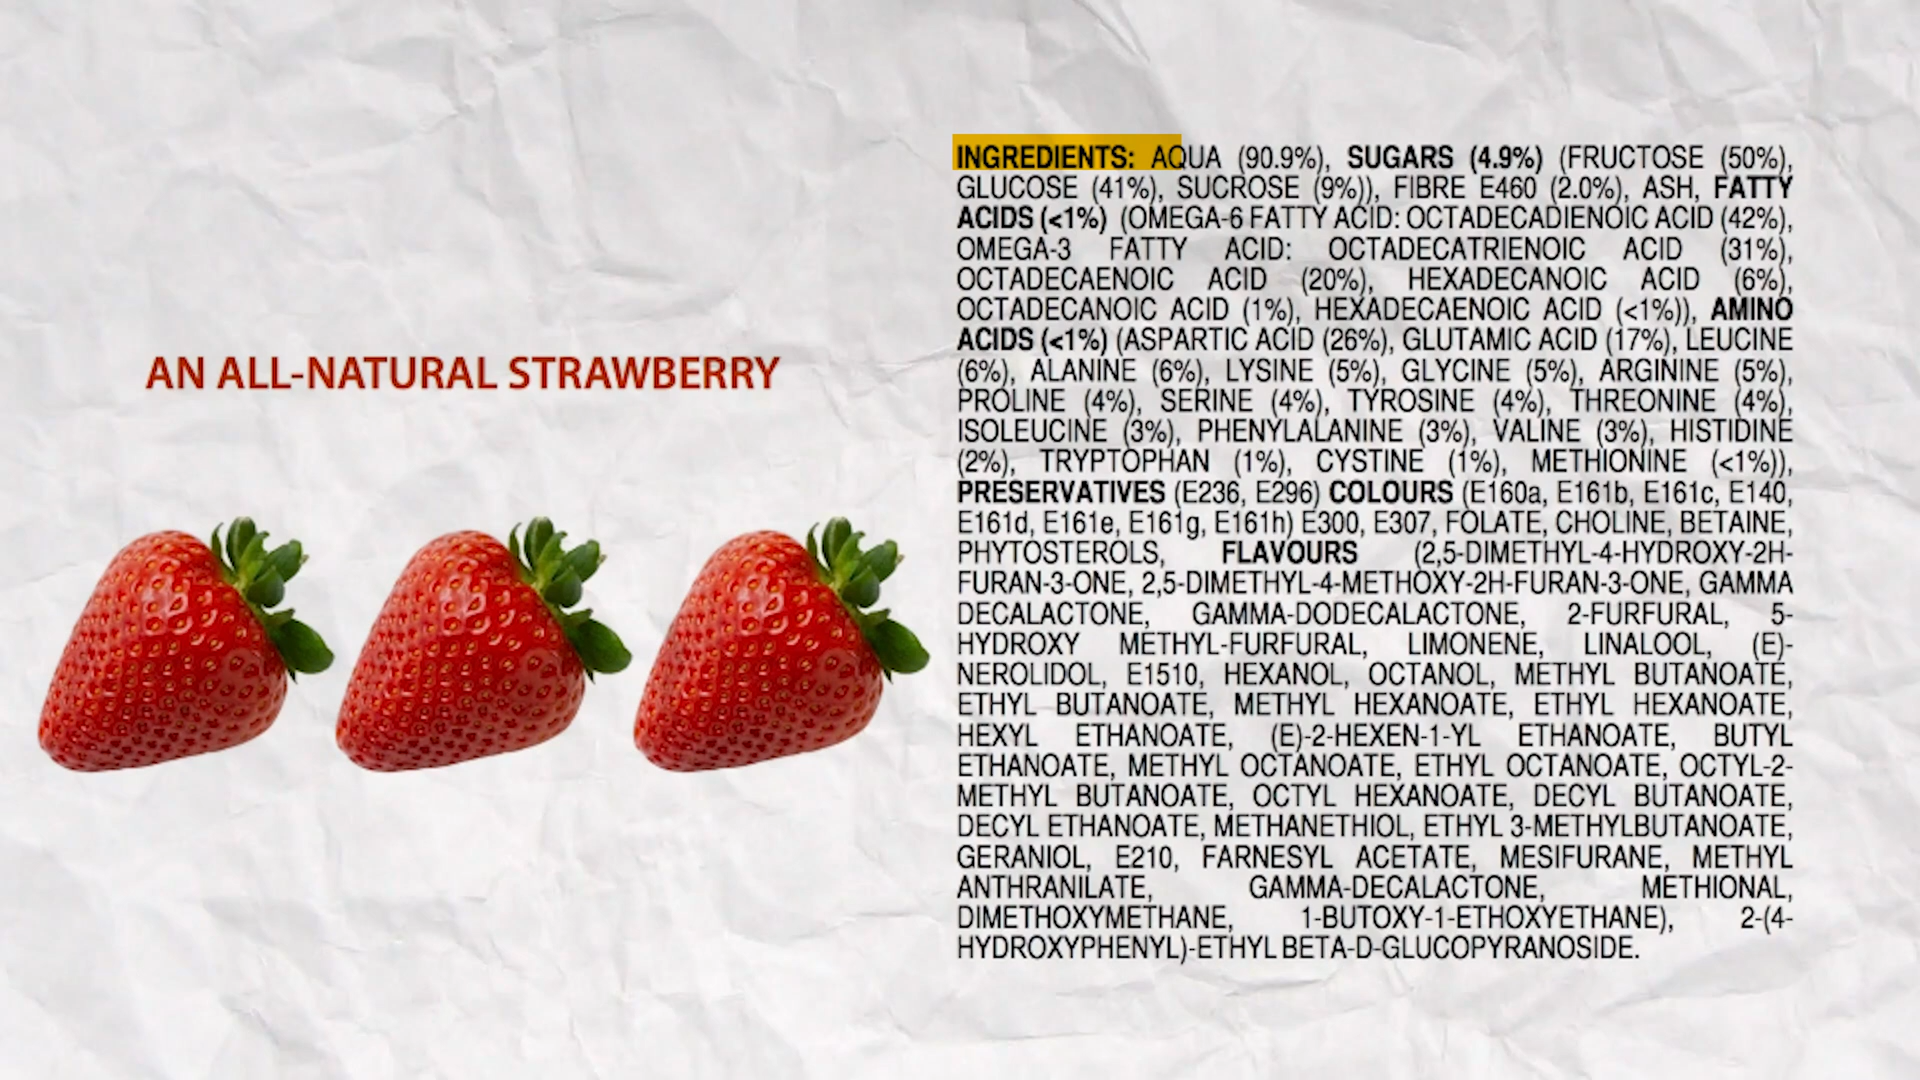 AN ALL-NATURAL STRAWBERRY
INGREDIENTS: AQUA (90.9%), SUGARS (4.9%) (FRUCTOSE (50%),
GLUCOSE (41%), SUCROSE (9%)), FIBRE E460 (2.0%), ASH, FATTY
ACIDS (<1%) (OMEGA-6 FATTY ACID: OCTADECADIENOIC ACID (42%),
OMEGA-3 FATTY ACID: OCTADECATRIENOIC ACID (31%),
OCTADECAENOIC ACID (20%), HEXADECANOIC ACID (6%),
OCTADECANOIC ACID (1%), HEXADECAENOIC ACID (<1%)), AMINO
ACIDS (<1%) (ASPARTIC ACID (26%), GLUTAMIC ACID (17%), LEUCINE
(6%), ALANINE (6%), LYSINE (5%), GLYCINE (5%), ARGININE (5%),
PROLINE (4%), SERINE (4%), TYROSINE (4%), THREONINE (4%),
ISOLEUCINE (3%), PHENYLALANINE (3%), VALINE (3%), HISTIDINE
(2%), TRYPTOPHAN (1%), CYSTINE (1%), METHIONINE (<1%)),
PRESERVATIVES (E236, E296) COLOURS (E160a, E161b, E161c, E140,
E161d, E161e, E161g, E161h) E300, E307, FOLATE, CHOLINE, BETAINE,
PHYTOSTEROLS, FLAVOURS (2,5-DIMETHYL-4-HYDROXY-2H-
FURAN-3-ONE, 2,5-DIMETHYL-4-METHOXY-2H-FURAN-3-ONE, GAMMA
DECALACTONE, GAMMA-DODECALACTONE, 2-FURFURAL, 5-
HYDROXY METHYL-FURFURAL, LIMONENE, LINALOOL, (E)-
NEROLIDOL, E1510, HEXANOL, OCTANOL, METHYL BUTANOATE,
ETHYL BUTANOATE, METHYL HEXANOATE, ETHYL HEXANOATE,
HEXYL ETHANOATE, (E)-2-HEXEN-1-YL ETHANOATE, BUTYL
ETHANOATE, METHYL OCTANOATE, ETHYL OCTANOATE, OCTYL-2-
METHYL BUTANOATE, OCTYL HEXANOATE, DECYL BUTANOATE,
DECYL ETHANOATE, METHANETHIOL, ETHYL 3-METHYLBUTANOATE,
GERANIOL, E210, FARNESYL ACETATE, MESIFURANE, METHYL
ANTHRANILATE, GAMMA-DECALACTONE, METHIONAL,
DIMETHOXYMETHANE, 1-BUTOXY-1-ETHOXYETHANE), 2-(4-
HYDROXYPHENYL)-ETHYL BETA-D-GLUCOPYRANOSIDE.